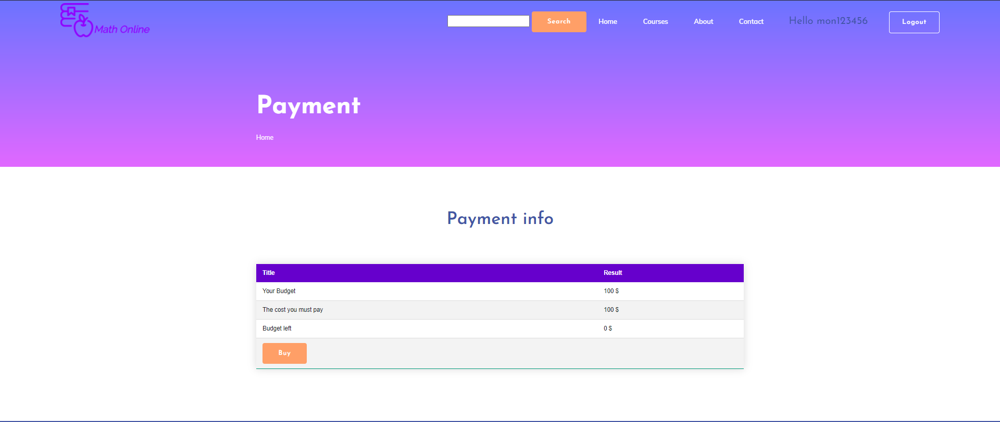 Math Online
Search Home Courses About Contact Hello mon123456 Logout
Payment
Home
Payment info
Title Result
Your Budget 100 $
The cost you must pay 100 $
Budget left 0 $
Buy